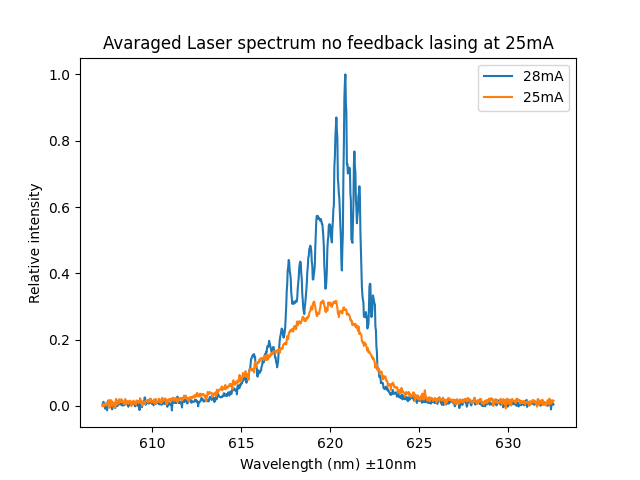 Avaraged Laser spectrum no feedback lasing at 25mA
28mA
25mA
Relative intensity
1.0
0.8
0.6
0.4
0.2
0.0
610 615 620 625 630
Wavelength (nm) ±10nm